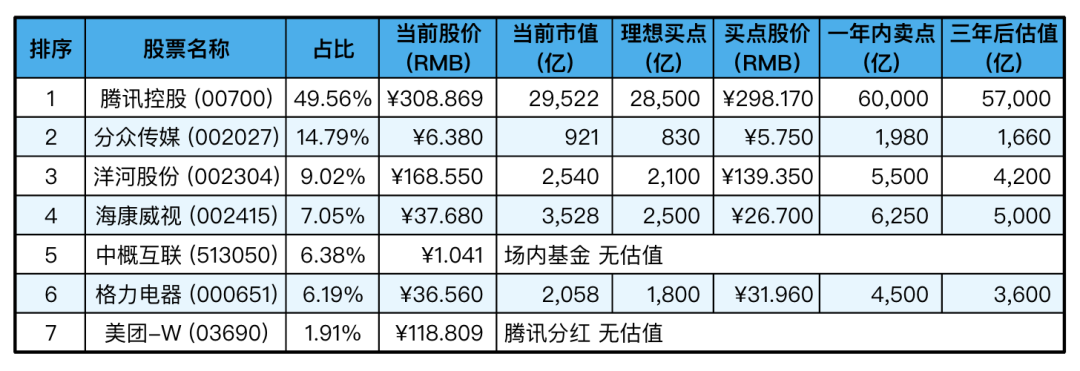 排序 股票名称 占比 当前股价 (RMB) 当前市值 (亿) 理想买点 (亿) 买点股价 (RMB) 一年内卖点 (亿) 三年后估值 (亿)
1 腾讯控股 (00700) 49.56% ¥308.869 29,522 28,500 ¥298.170 60,000 57,000
2 分众传媒 (002027) 14.79% ¥6.380 921 830 ¥5.750 1,980 1,660
3 洋河股份 (002304) 9.02% ¥168.550 2,540 2,100 ¥139.350 5,500 4,200
4 海康威视 (002415) 7.05% ¥37.680 3,528 2,500 ¥26.700 6,250 5,000
5 中概互联 (513050) 6.38% ¥1.041 场内基金 无估值
6 格力电器 (000651) 6.19% ¥36.560 2,058 1,800 ¥31.960 4,500 3,600
7 美团-W (03690) 1.91% ¥118.809 腾讯分红 无估值